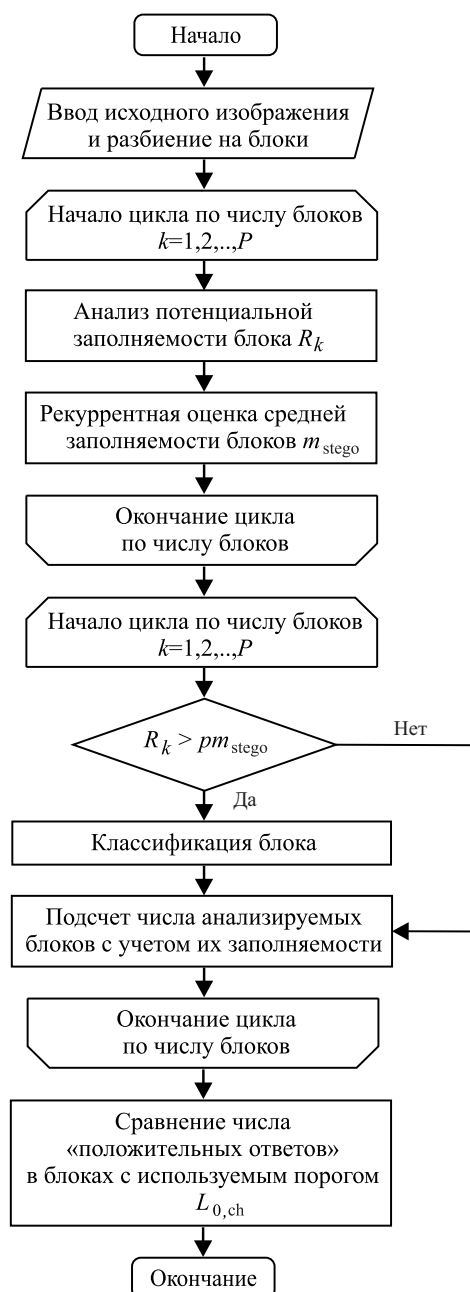 Начало
Ввод исходного изображения
и разбиение на блоки
Начало цикла по числу блоков
k=1,2,..,P
Анализ потенциальной
заполняемости блока R_k
Рекуррентная оценка средней
заполняемости блоков m_stego
Окончание цикла
по числу блоков
Начало цикла по числу блоков
k=1,2,..,P
R_k > pm_stego
Нет
Да
Классификация блока
Подсчет числа анализируемых
блоков с учетом их заполняемости
Окончание цикла
по числу блоков
Сравнение числа
«положительных ответов»
в блоках с используемым порогом
L_0,ch
Окончание